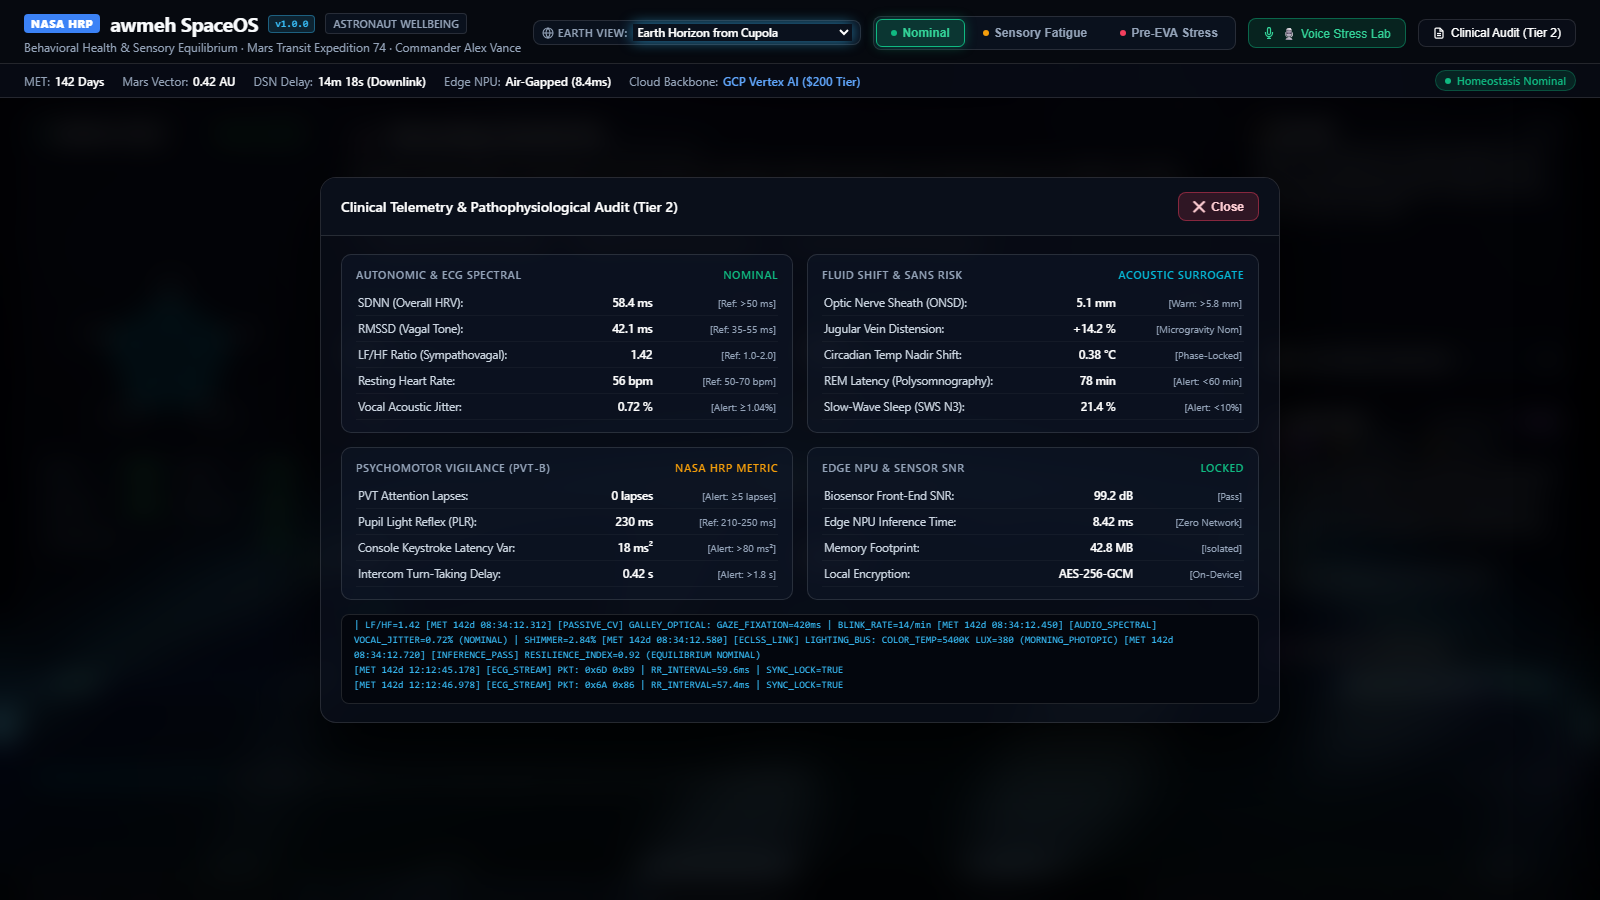 NASA HRP awmeh SpaceOS v1.0.0 ASTRONAUT WELLBEING
Behavioral Health & Sensory Equilibrium · Mars Transit Expedition 74 · Commander Alex Vance
EARTH VIEW: Earth Horizon from Cupola
Nominal Sensory Fatigue Pre-EVA Stress
Voice Stress Lab
Clinical Audit (Tier 2)
MET: 142 Days Mars Vector: 0.42 AU DSN Delay: 14m 18s (Downlink) Edge NPU: Air-Gapped (8.4ms) Cloud Backbone: GCP Vertex AI ($200 Tier)
Homeostasis Nominal
Clinical Telemetry & Pathophysiological Audit (Tier 2)
Close
AUTONOMIC & ECG SPECTRAL NOMINAL
SDNN (Overall HRV): 58.4 ms [Ref: >50 ms]
RMSSD (Vagal Tone): 42.1 ms [Ref: 35-55 ms]
LF/HF Ratio (Sympathovagal): 1.42 [Ref: 1.0-2.0]
Resting Heart Rate: 56 bpm [Ref: 50-70 bpm]
Vocal Acoustic Jitter: 0.72 % [Alert: ≥1.04%]
FLUID SHIFT & SANS RISK ACOUSTIC SURROGATE
Optic Nerve Sheath (ONSD): 5.1 mm [Warn: >5.8 mm]
Jugular Vein Distension: +14.2 % [Microgravity Nom]
Circadian Temp Nadir Shift: 0.38 °C [Phase-Locked]
REM Latency (Polysomnography): 78 min [Alert: <60 min]
Slow-Wave Sleep (SWS N3): 21.4 % [Alert: <10%]
PSYCHOMOTOR VIGILANCE (PVT-B) NASA HRP METRIC
PVT Attention Lapses: 0 lapses [Alert: ≥5 lapses]
Pupil Light Reflex (PLR): 230 ms [Ref: 210-250 ms]
Console Keystroke Latency Var: 18 ms² [Alert: >80 ms²]
Intercom Turn-Taking Delay: 0.42 s [Alert: >1.8 s]
EDGE NPU & SENSOR SNR LOCKED
Biosensor Front-End SNR: 99.2 dB [Pass]
Edge NPU Inference Time: 8.42 ms [Zero Network]
Memory Footprint: 42.8 MB [Isolated]
Local Encryption: AES-256-GCM [On-Device]
| LF/HF=1.42 [MET 142d 08:34:12.312] [PASSIVE_CV] GALLEY_OPTICAL: GAZE_FIXATION=420ms | BLINK_RATE=14/min [MET 142d 08:34:12.450] [AUDIO_SPECTRAL]
VOCAL_JITTER=0.72% (NOMINAL) | SHIMMER=2.84% [MET 142d 08:34:12.580] [ECLSS_LINK] LIGHTING_BUS: COLOR_TEMP=5400K LUX=380 (MORNING_PHOTOPIC) [MET 142d
08:34:12.720] [INFERENCE_PASS] RESILIENCE_INDEX=0.92 (EQUILIBRIUM NOMINAL)
[MET 142d 12:12:45.178] [ECG_STREAM] PKT: 0x6D 0xB9 | RR_INTERVAL=59.6ms | SYNC_LOCK=TRUE
[MET 142d 12:12:46.978] [ECG_STREAM] PKT: 0x6A 0x86 | RR_INTERVAL=57.4ms | SYNC_LOCK=TRUE